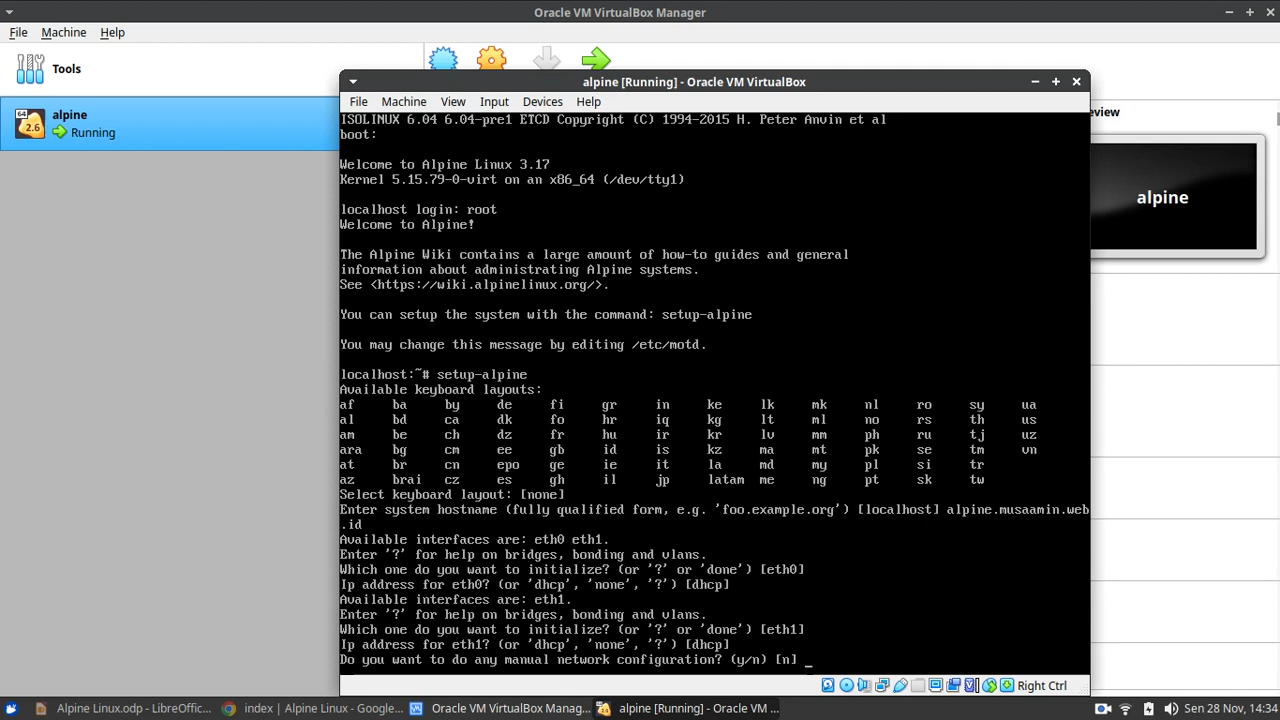 Oracle VM VirtualBox Manager
File Machine Help
Tools
64
2.6
alpine
Running
alpine [Running] - Oracle VM VirtualBox
File Machine View Input Devices Help
ISOLINUX 6.04 6.04-pre1 ETCD Copyright (C) 1994-2015 H. Peter Anvin et al
boot:
Welcome to Alpine Linux 3.17
Kernel 5.15.79-0-virt on an x86_64 (/dev/tty1)
localhost login: root
Welcome to Alpine!
The Alpine Wiki contains a large amount of how-to guides and general
information about administrating Alpine systems.
See <https://wiki.alpinelinux.org/>.
You can setup the system with the command: setup-alpine
You may change this message by editing /etc/motd.
localhost:~# setup-alpine
Available keyboard layouts:
af ba by de fi gr in ke lk mk nl ro sy ua
al bd ca dk fo hr iq kg lt ml no rs th us
am be ch dz fr hu ir kr lv mm ph ru tj uz
ara bg cm ee gb id is kz ma mt pk se tm vn
at br cn epo ge ie it la md my pl si tr
az brai cz es gh il jp latam me ng pt sk tw
Select keyboard layout: [none]
Enter system hostname (fully qualified form, e.g. 'foo.example.org') [localhost] alpine.musaamin.web
.id
Available interfaces are: eth0 eth1.
Enter '?' for help on bridges, bonding and vlans.
Which one do you want to initialize? (or '?' or 'done') [eth0]
Ip address for eth0? (or 'dhcp', 'none', '?') [dhcp]
Available interfaces are: eth1.
Enter '?' for help on bridges, bonding and vlans.
Which one do you want to initialize? (or '?' or 'done') [eth1]
Ip address for eth1? (or 'dhcp', 'none', '?') [dhcp]
Do you want to do any manual network configuration? (y/n) [n] _
Right Ctrl
eview
alpine
Alpine Linux.odp - LibreOffic...
index | Alpine Linux - Google...
Oracle VM VirtualBox Manag...
alpine [Running] - Oracle VM ...
Sen 28 Nov, 14:34